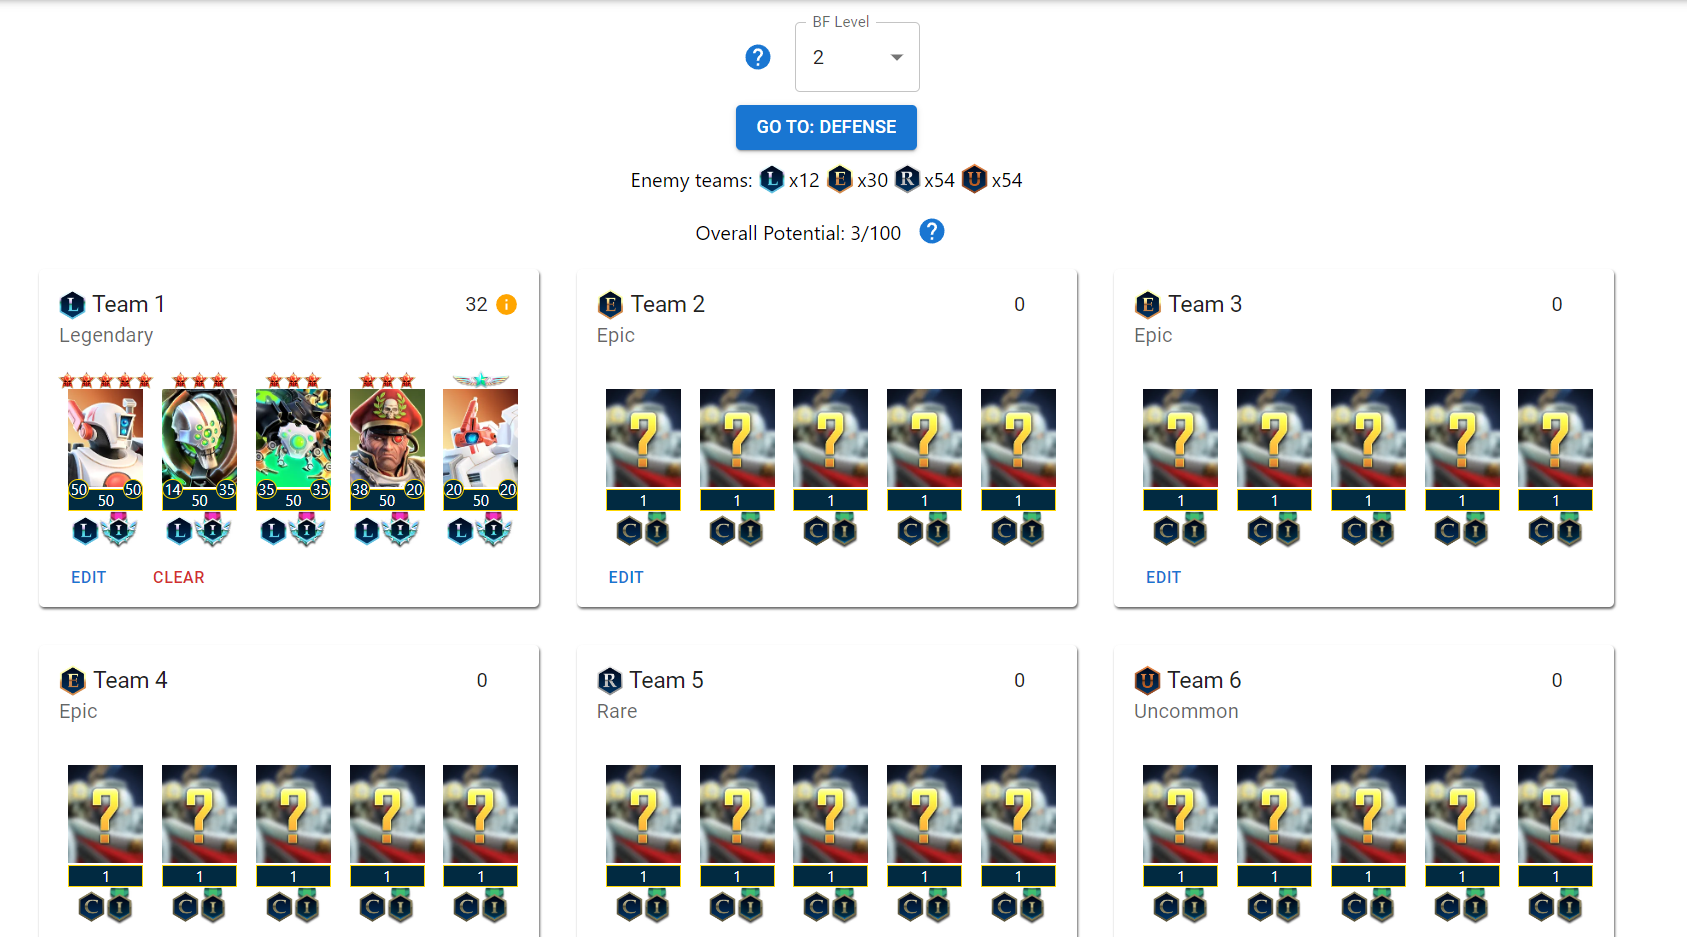 BF Level
2
GO TO: DEFENSE
Enemy teams: L x12 E x30 R x54 U x54
Overall Potential: 3/100
L Team 1 32
Legendary
50 50 14 35 35 35 38 20 20 20
50 50 50 50 50
L I L I L I L I L I
EDIT CLEAR
E Team 2 0
Epic
1 1 1 1 1
C I C I C I C I C I
EDIT
E Team 3 0
Epic
1 1 1 1 1
C I C I C I C I C I
EDIT
E Team 4 0
Epic
1 1 1 1 1
C I C I C I C I C I
R Team 5 0
Rare
1 1 1 1 1
C I C I C I C I C I
U Team 6 0
Uncommon
1 1 1 1 1
C I C I C I C I C I